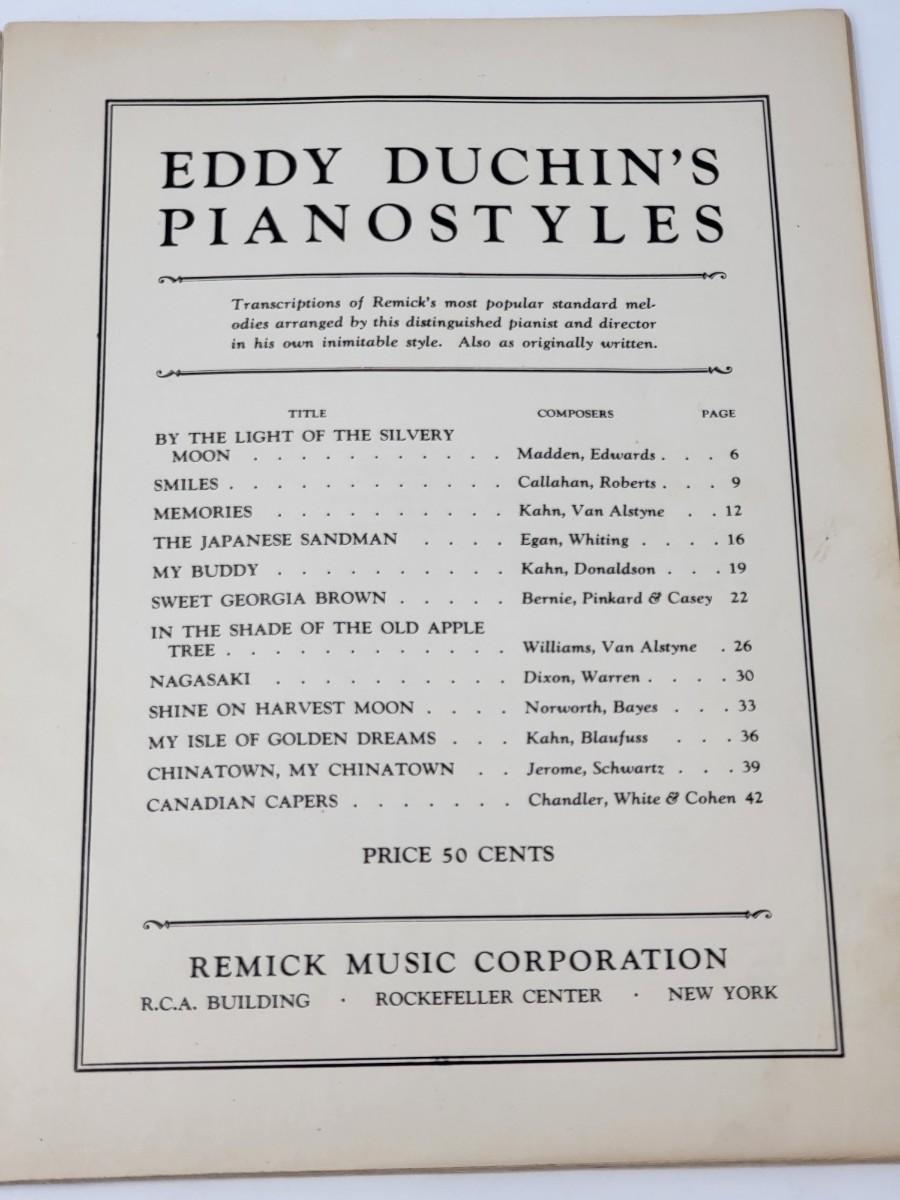 EDDY DUCHIN'S
PIANOSTYLES
Transcriptions of Remick's most popular standard mel-
odies arranged by this distinguished pianist and director
in his own inimitable style. Also as originally written.
TITLE COMPOSERS PAGE
BY THE LIGHT OF THE SILVERY
MOON . . . . . . . . . . Madden, Edwards . . . 6
SMILES . . . . . . . . . . . . Callahan, Roberts . . . 9
MEMORIES . . . . . . . . . . Kahn, Van Alstyne . . 12
THE JAPANESE SANDMAN . . . . Egan, Whiting . . . . 16
MY BUDDY . . . . . . . . . . Kahn, Donaldson . . . 19
SWEET GEORGIA BROWN . . . . . Bernie, Pinkard & Casey 22
IN THE SHADE OF THE OLD APPLE
TREE . . . . . . . . . . . . Williams, Van Alstyne . 26
NAGASAKI . . . . . . . . . . Dixon, Warren . . . . 30
SHINE ON HARVEST MOON . . . . Norworth, Bayes . . . 33
MY ISLE OF GOLDEN DREAMS . . . Kahn, Blaufuss . . . 36
CHINATOWN, MY CHINATOWN . . Jerome, Schwartz . . . 39
CANADIAN CAPERS . . . . . . . Chandler, White & Cohen 42
PRICE 50 CENTS
REMICK MUSIC CORPORATION
R.C.A. BUILDING · ROCKEFELLER CENTER · NEW YORK